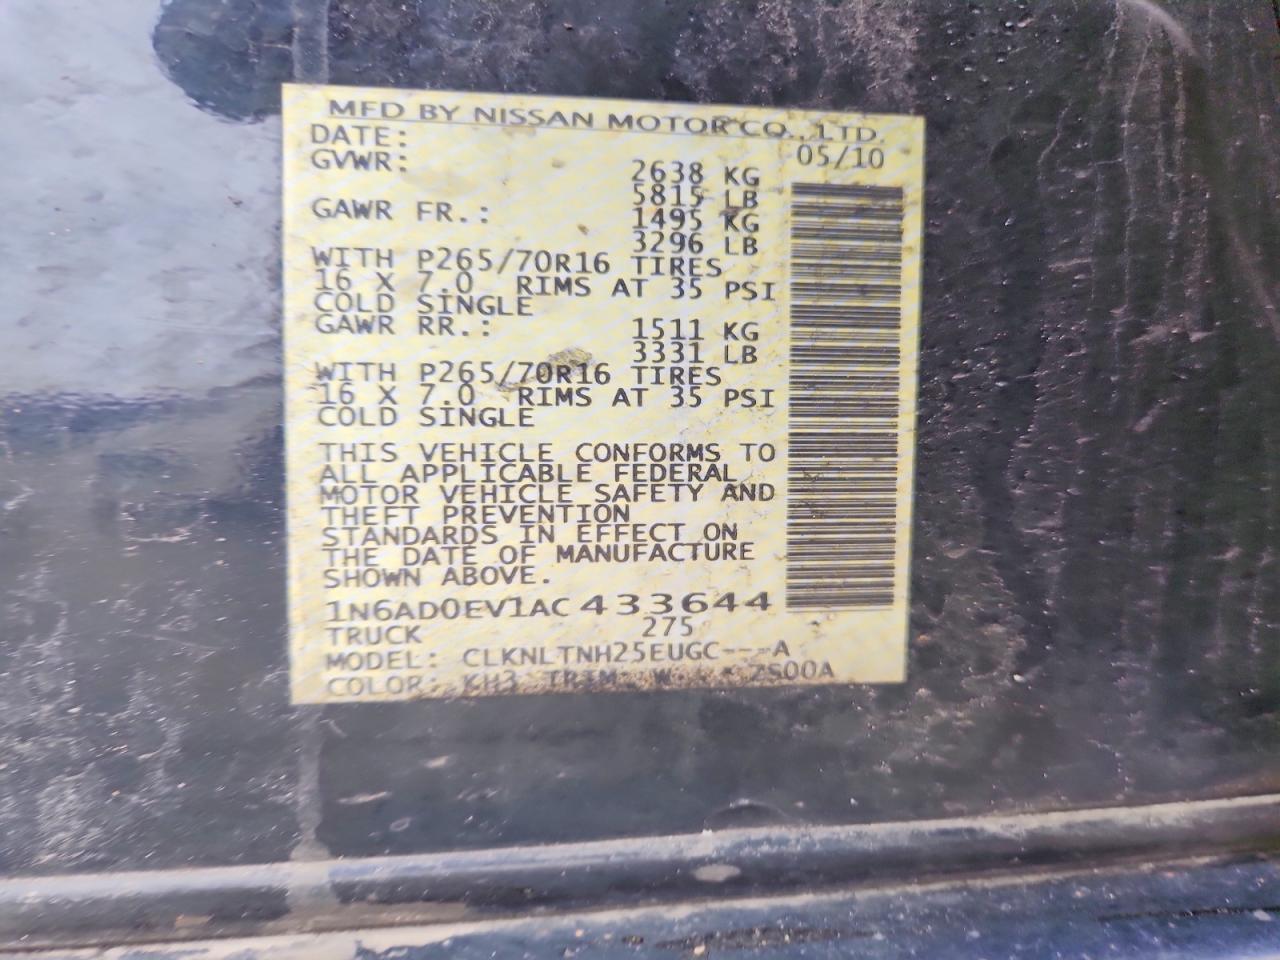 MFD BY NISSAN MOTOR CO., LTD.
DATE: 05/10
GVWR: 2638 KG
5815 LB
GAWR FR.: 1495 KG
3296 LB
WITH P265/70R16 TIRES
16 X 7.0 RIMS AT 35 PSI
COLD SINGLE
GAWR RR.: 1511 KG
3331 LB
WITH P265/70R16 TIRES
16 X 7.0 RIMS AT 35 PSI
COLD SINGLE
THIS VEHICLE CONFORMS TO
ALL APPLICABLE FEDERAL
MOTOR VEHICLE SAFETY AND
THEFT PREVENTION
STANDARDS IN EFFECT ON
THE DATE OF MANUFACTURE
SHOWN ABOVE.
1N6AD0EV1AC433644
TRUCK 275
MODEL: CLKNLTNH25EUGC---A
COLOR: KH3 TRIM: ZS00A